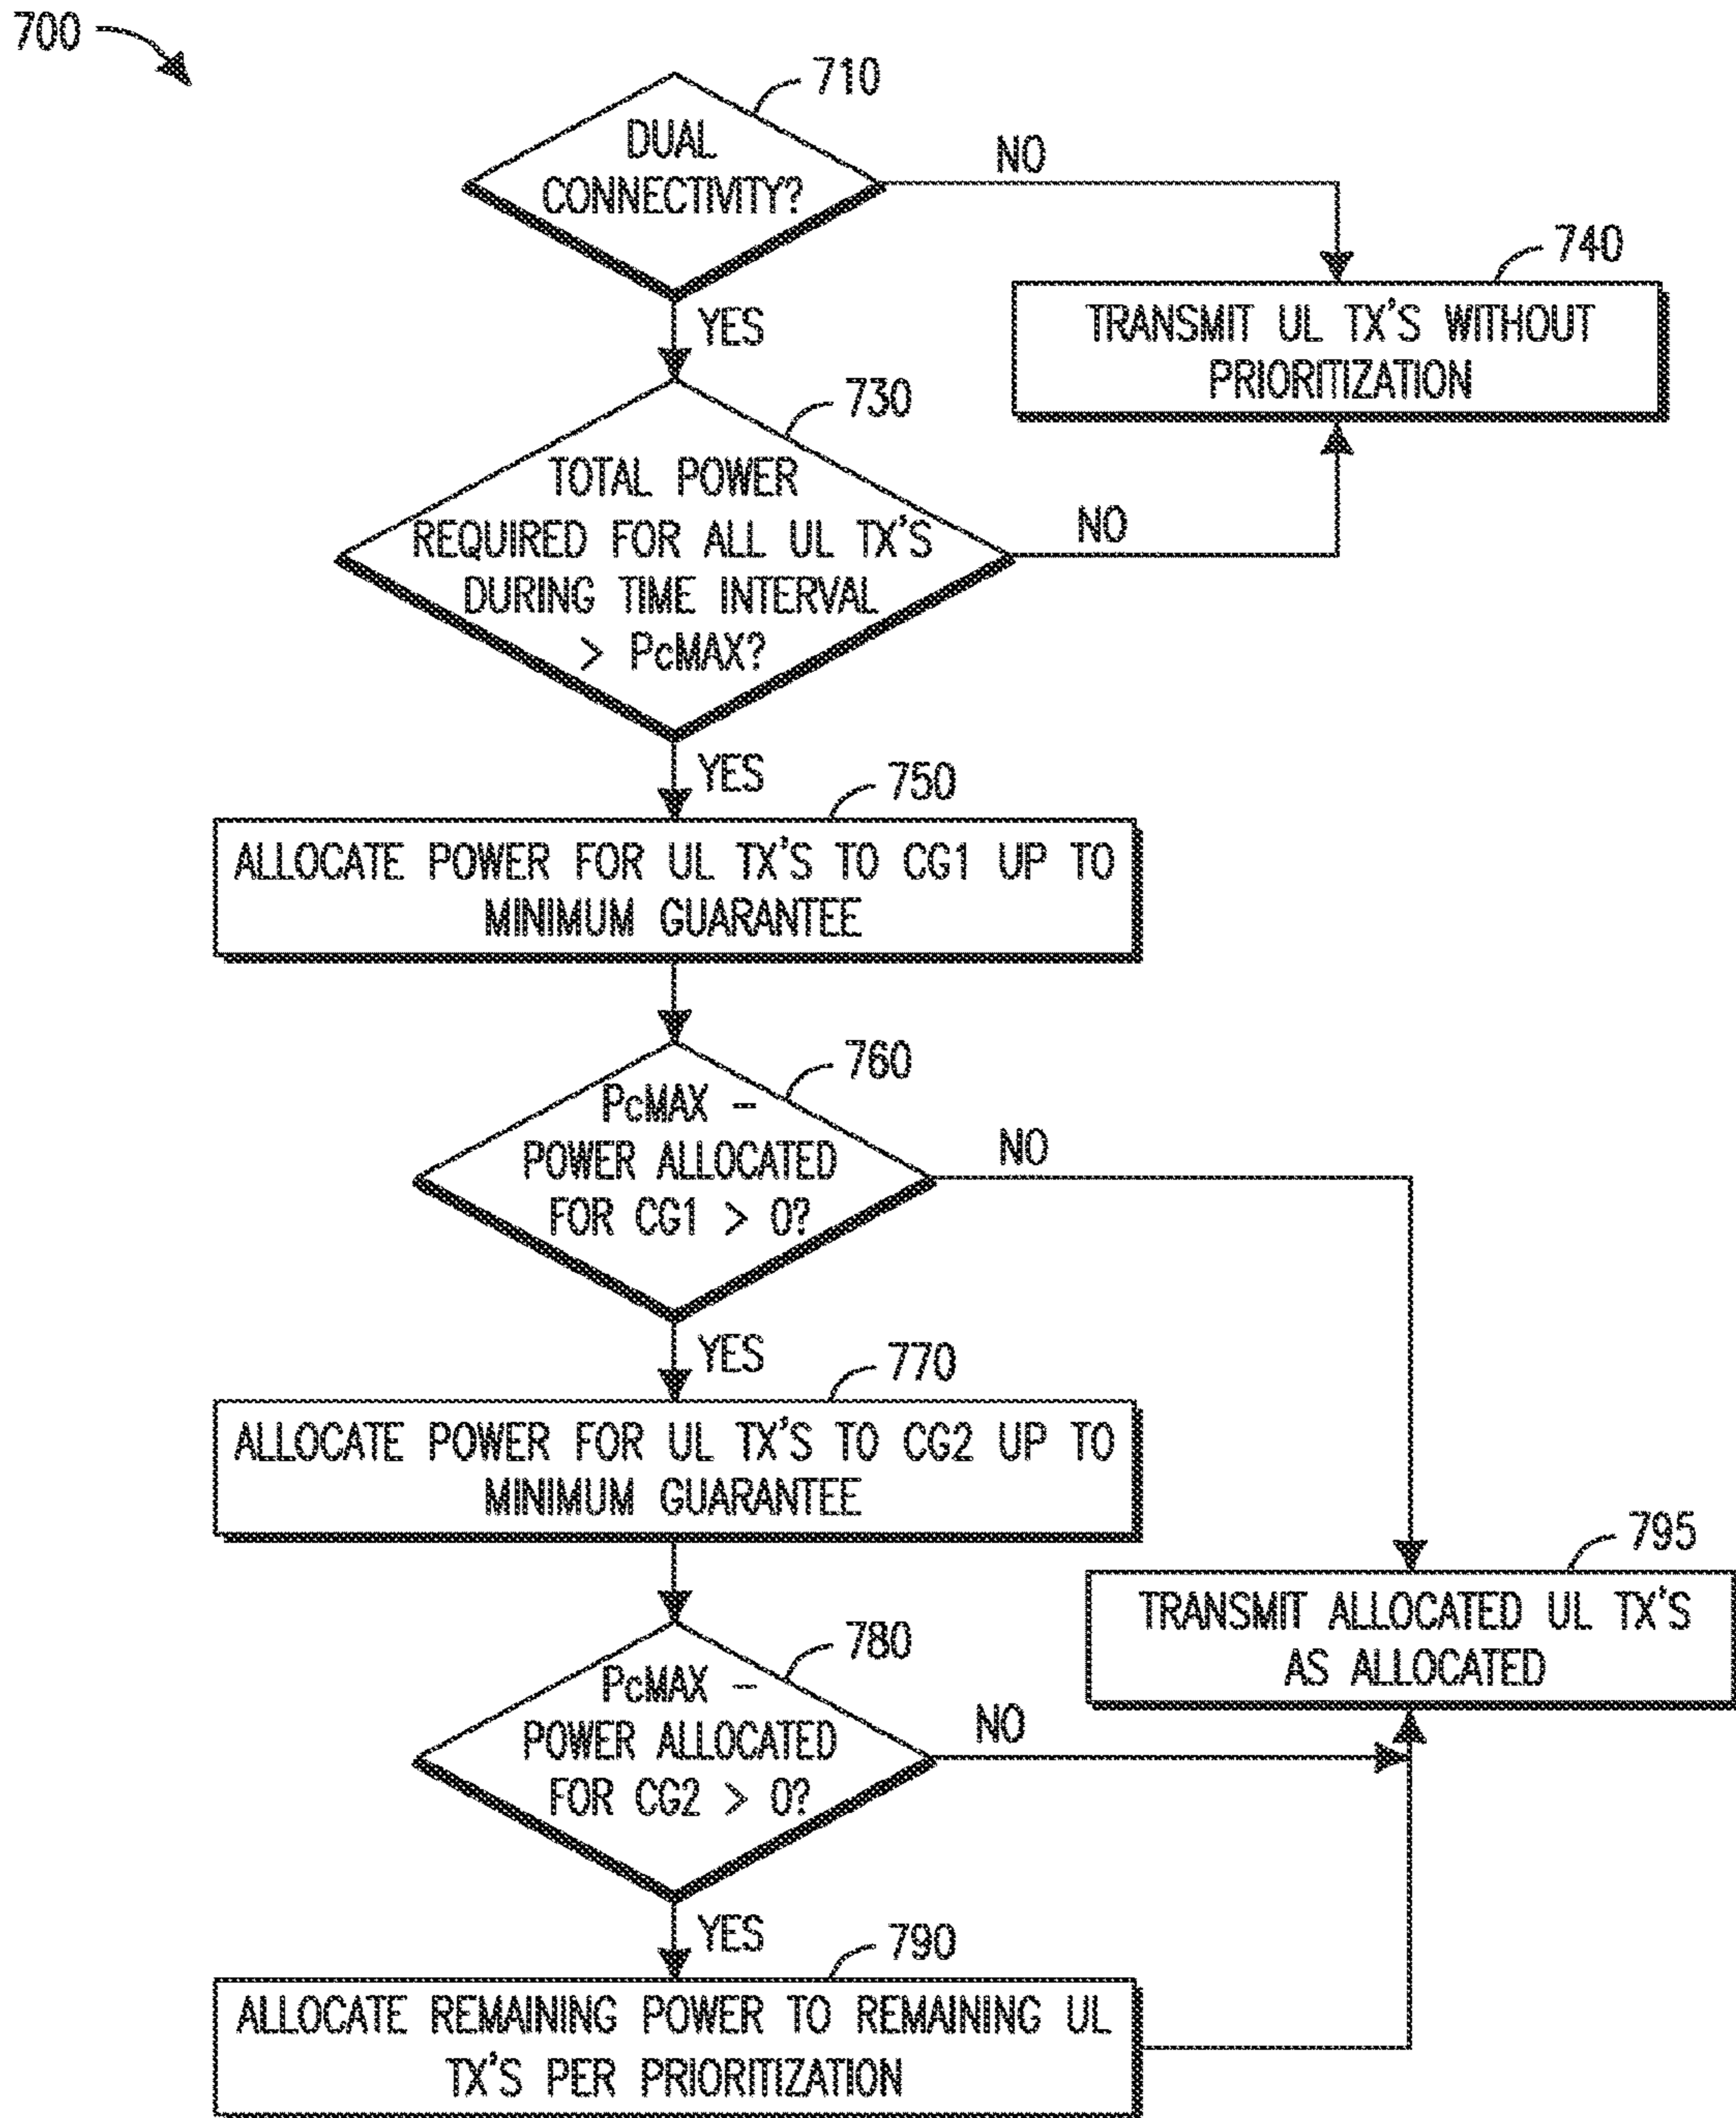 700
710
DUAL
CONNECTIVITY?
NO
740
TRANSMIT UL TX'S WITHOUT
PRIORITIZATION
YES
730
TOTAL POWER
REQUIRED FOR ALL UL TX'S
DURING TIME INTERVAL
> PcMAX?
NO
YES
750
ALLOCATE POWER FOR UL TX'S TO CG1 UP TO
MINIMUM GUARANTEE
760
PcMAX –
POWER ALLOCATED
FOR CG1 > 0?
NO
YES
770
ALLOCATE POWER FOR UL TX'S TO CG2 UP TO
MINIMUM GUARANTEE
795
TRANSMIT ALLOCATED UL TX'S
AS ALLOCATED
780
PcMAX –
POWER ALLOCATED
FOR CG2 > 0?
NO
YES
790
ALLOCATE REMAINING POWER TO REMAINING UL
TX'S PER PRIORITIZATION